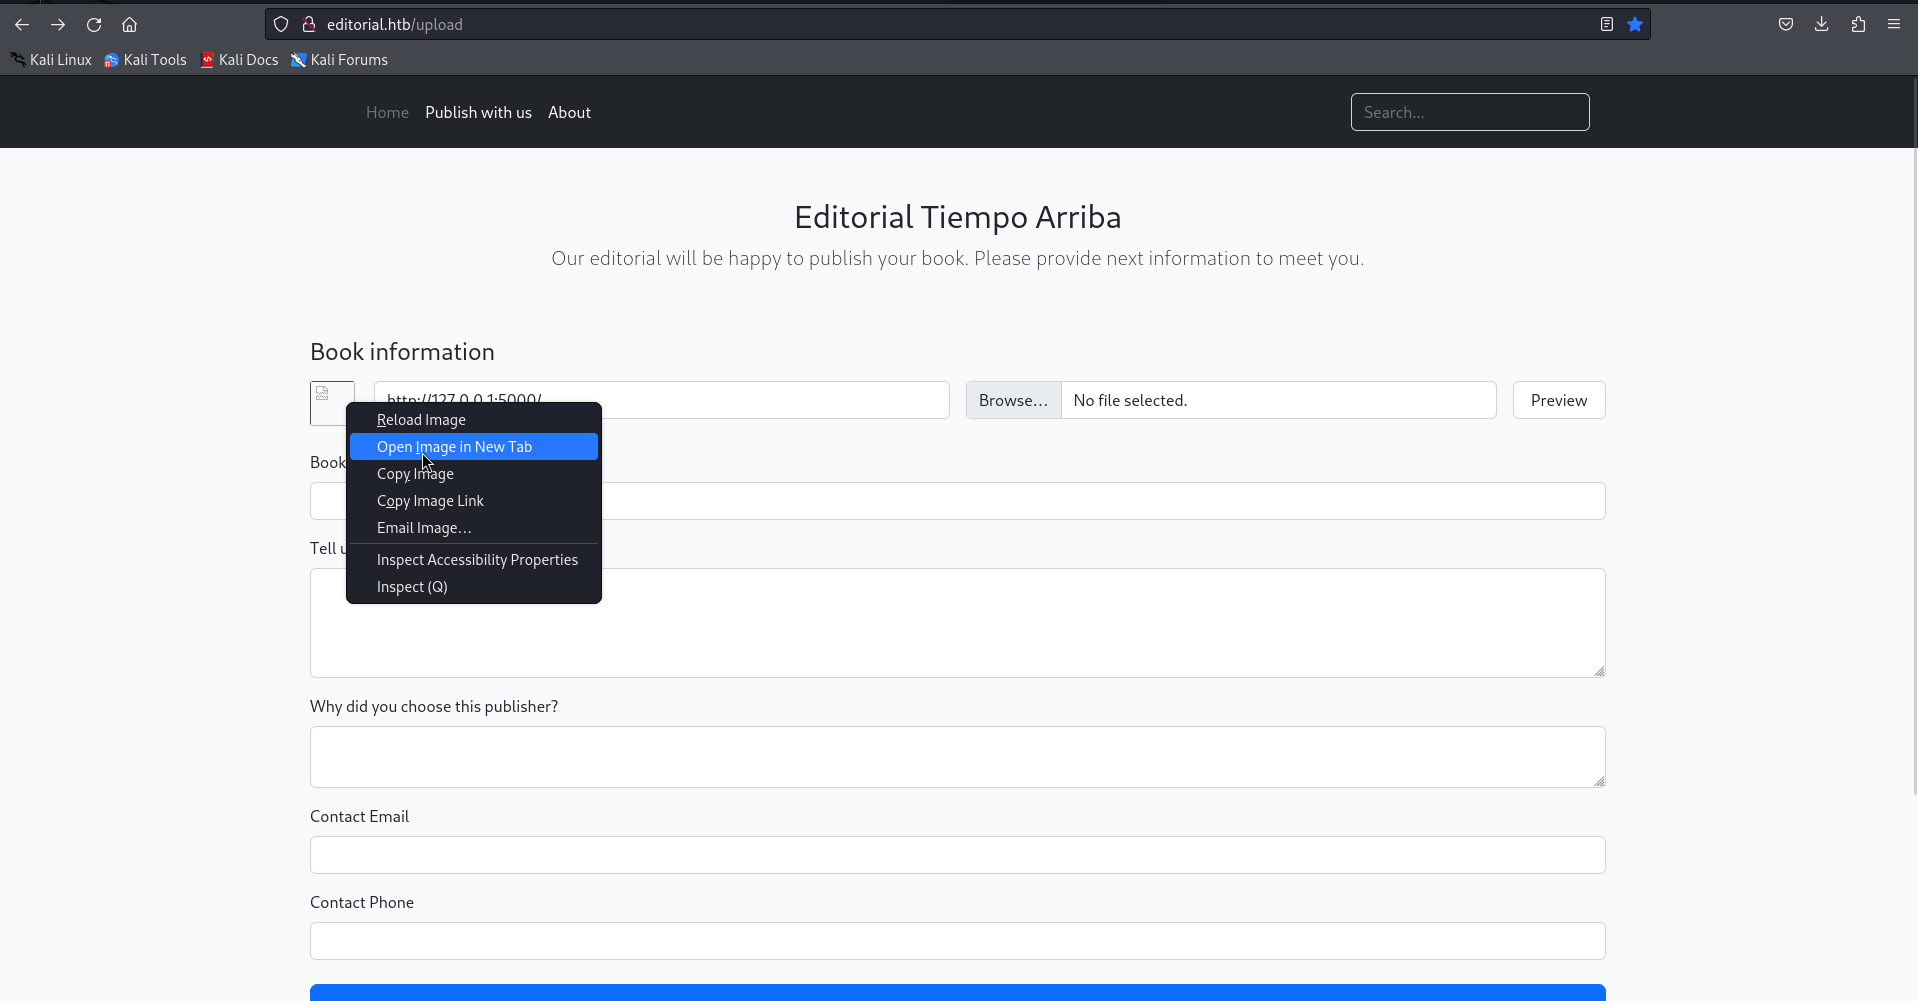 editorial.htb/upload
Kali Linux Kali Tools Kali Docs Kali Forums
Home Publish with us About Search...
Editorial Tiempo Arriba
Our editorial will be happy to publish your book. Please provide next information to meet you.
Book information
http://127.0.0.1:5000/ Browse... No file selected. Preview
Reload Image
Open Image in New Tab
Book
Copy Image
Copy Image Link
Email Image...
Tell
Inspect Accessibility Properties
Inspect (Q)
Why did you choose this publisher?
Contact Email
Contact Phone